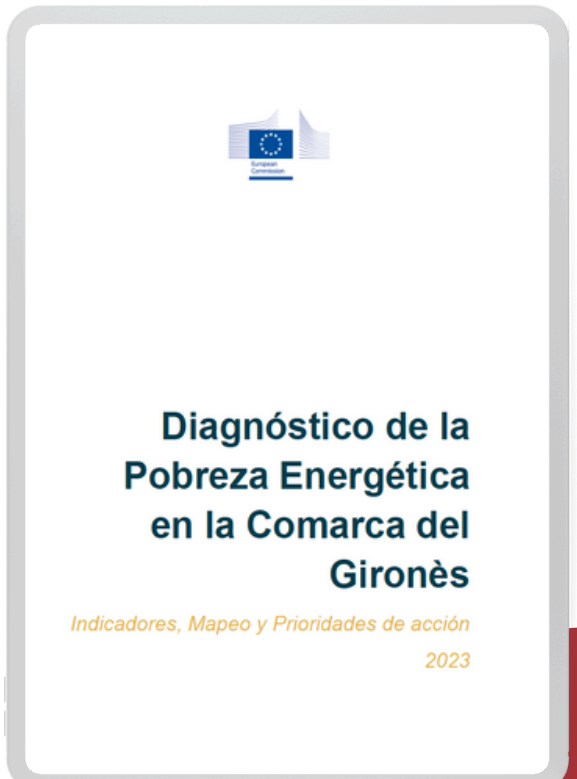 European
Commission
Diagnóstico de la
Pobreza Energética
en la Comarca del
Gironès
Indicadores, Mapeo y Prioridades de acción
2023